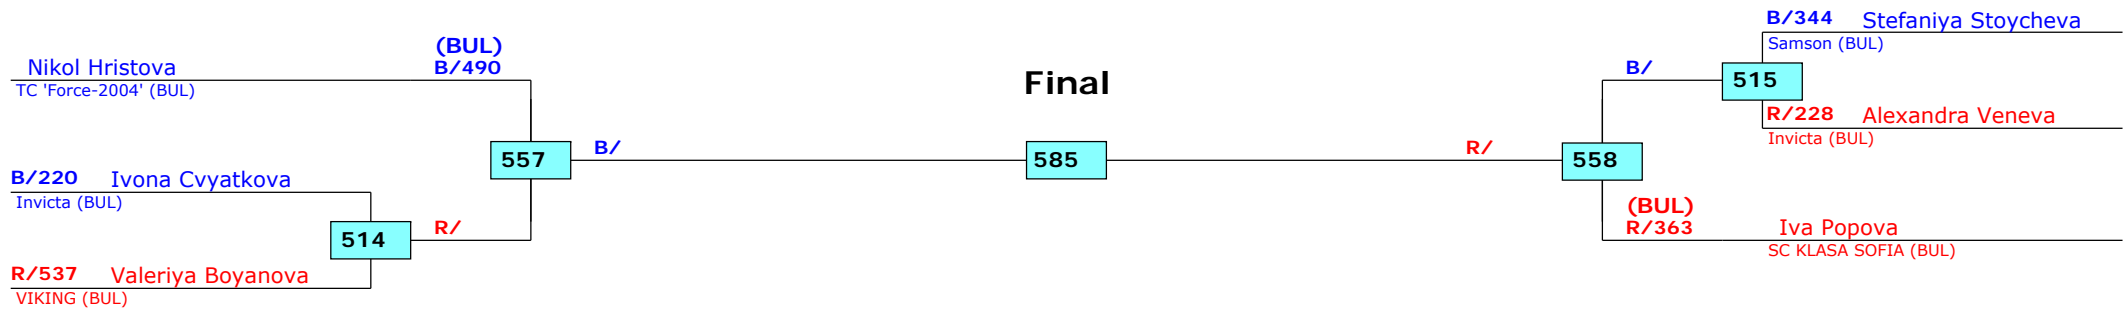 (BUL)
Nikol Hristova B/490
TC 'Force-2004' (BUL)
557 B/
B/220 Ivona Cvyatkova
Invicta (BUL)
514 R/
R/537 Valeriya Boyanova
VIKING (BUL)
Final
585
B/344 Stefaniya Stoycheva
Samson (BUL)
B/ 515
R/228 Alexandra Veneva
Invicta (BUL)
R/ 558
(BUL)
R/363 Iva Popova
SC KLASA SOFIA (BUL)